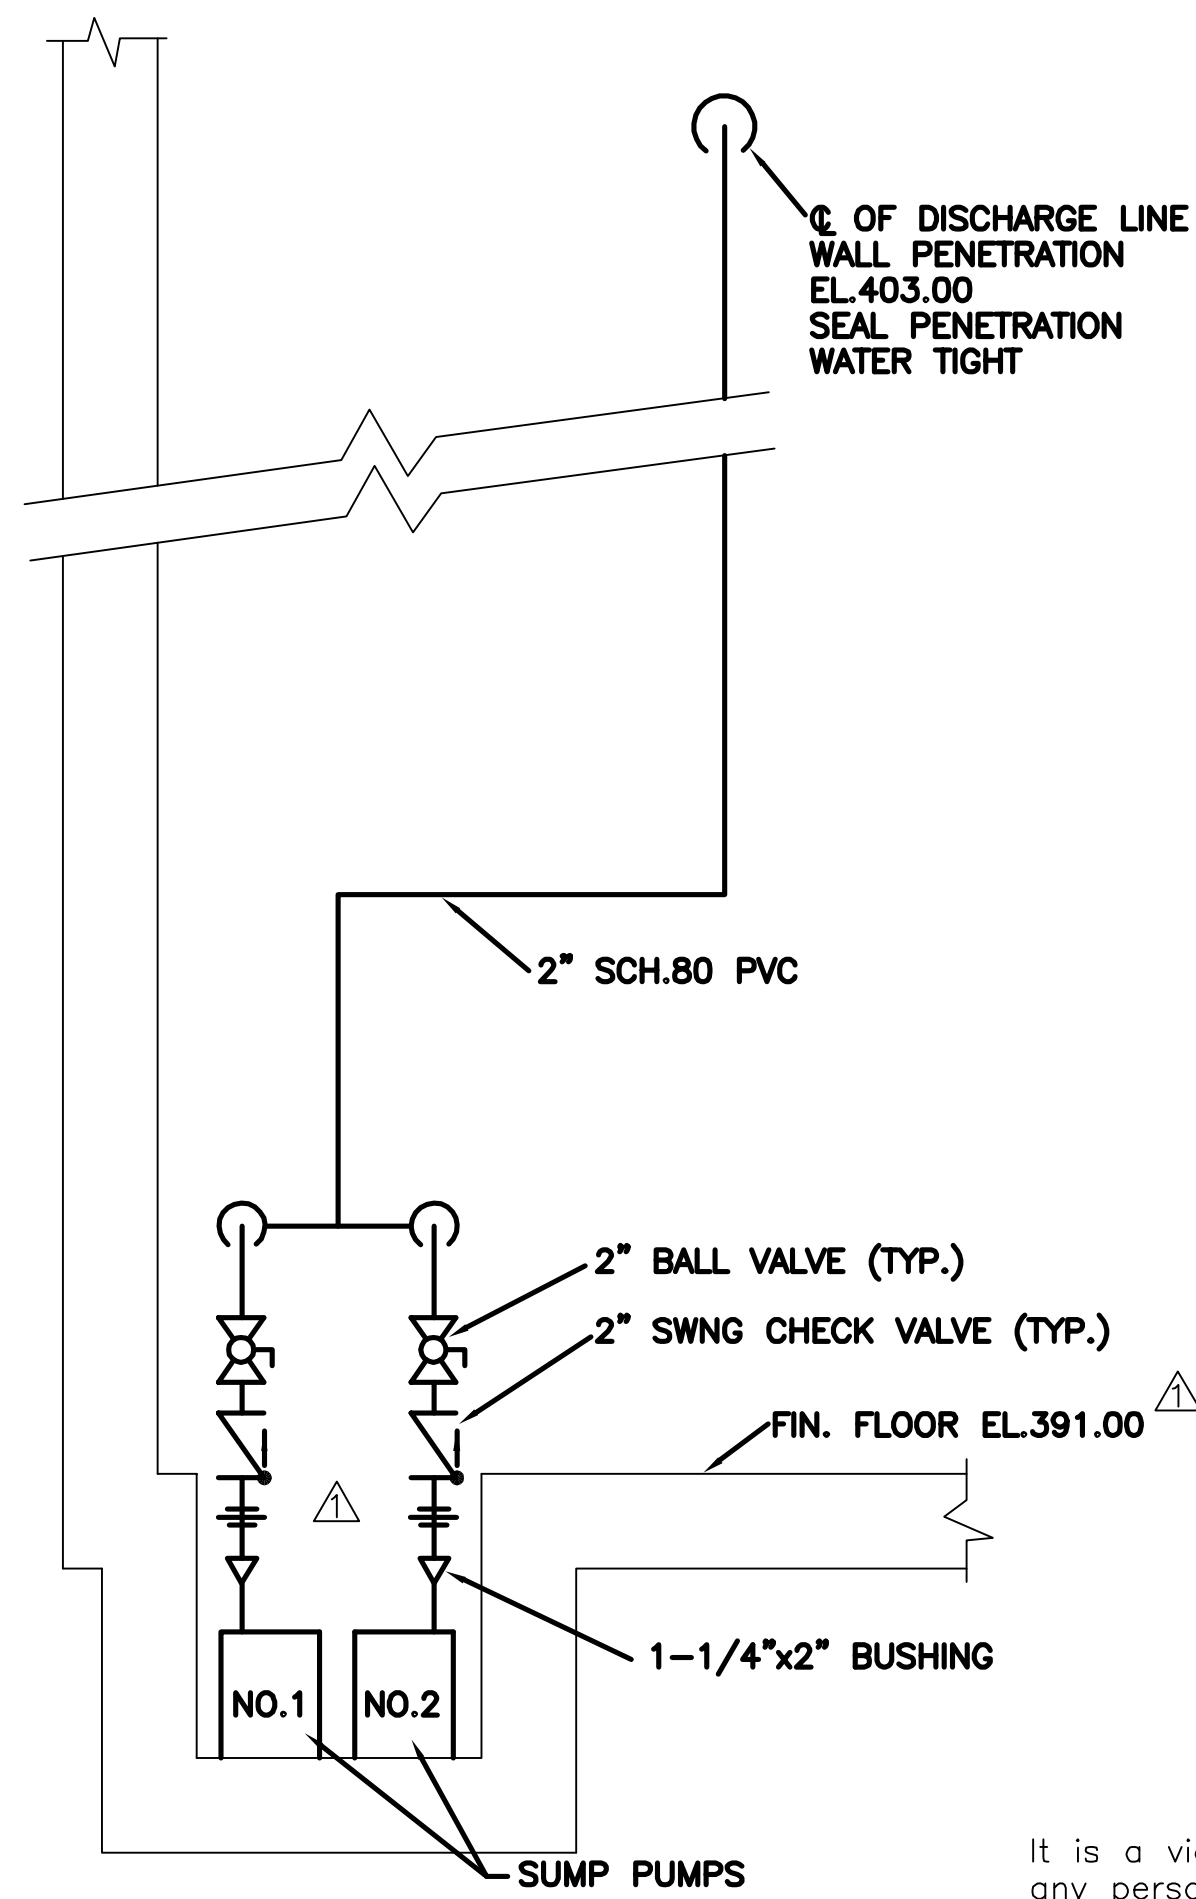 ℄ OF DISCHARGE LINE
WALL PENETRATION
EL.403.00
SEAL PENETRATION
WATER TIGHT
2" SCH.80 PVC
2" BALL VALVE (TYP.)
2" SWNG CHECK VALVE (TYP.)
1
FIN. FLOOR EL.391.00
1
1-1/4"x2" BUSHING
NO.1
NO.2
SUMP PUMPS
It is a
any